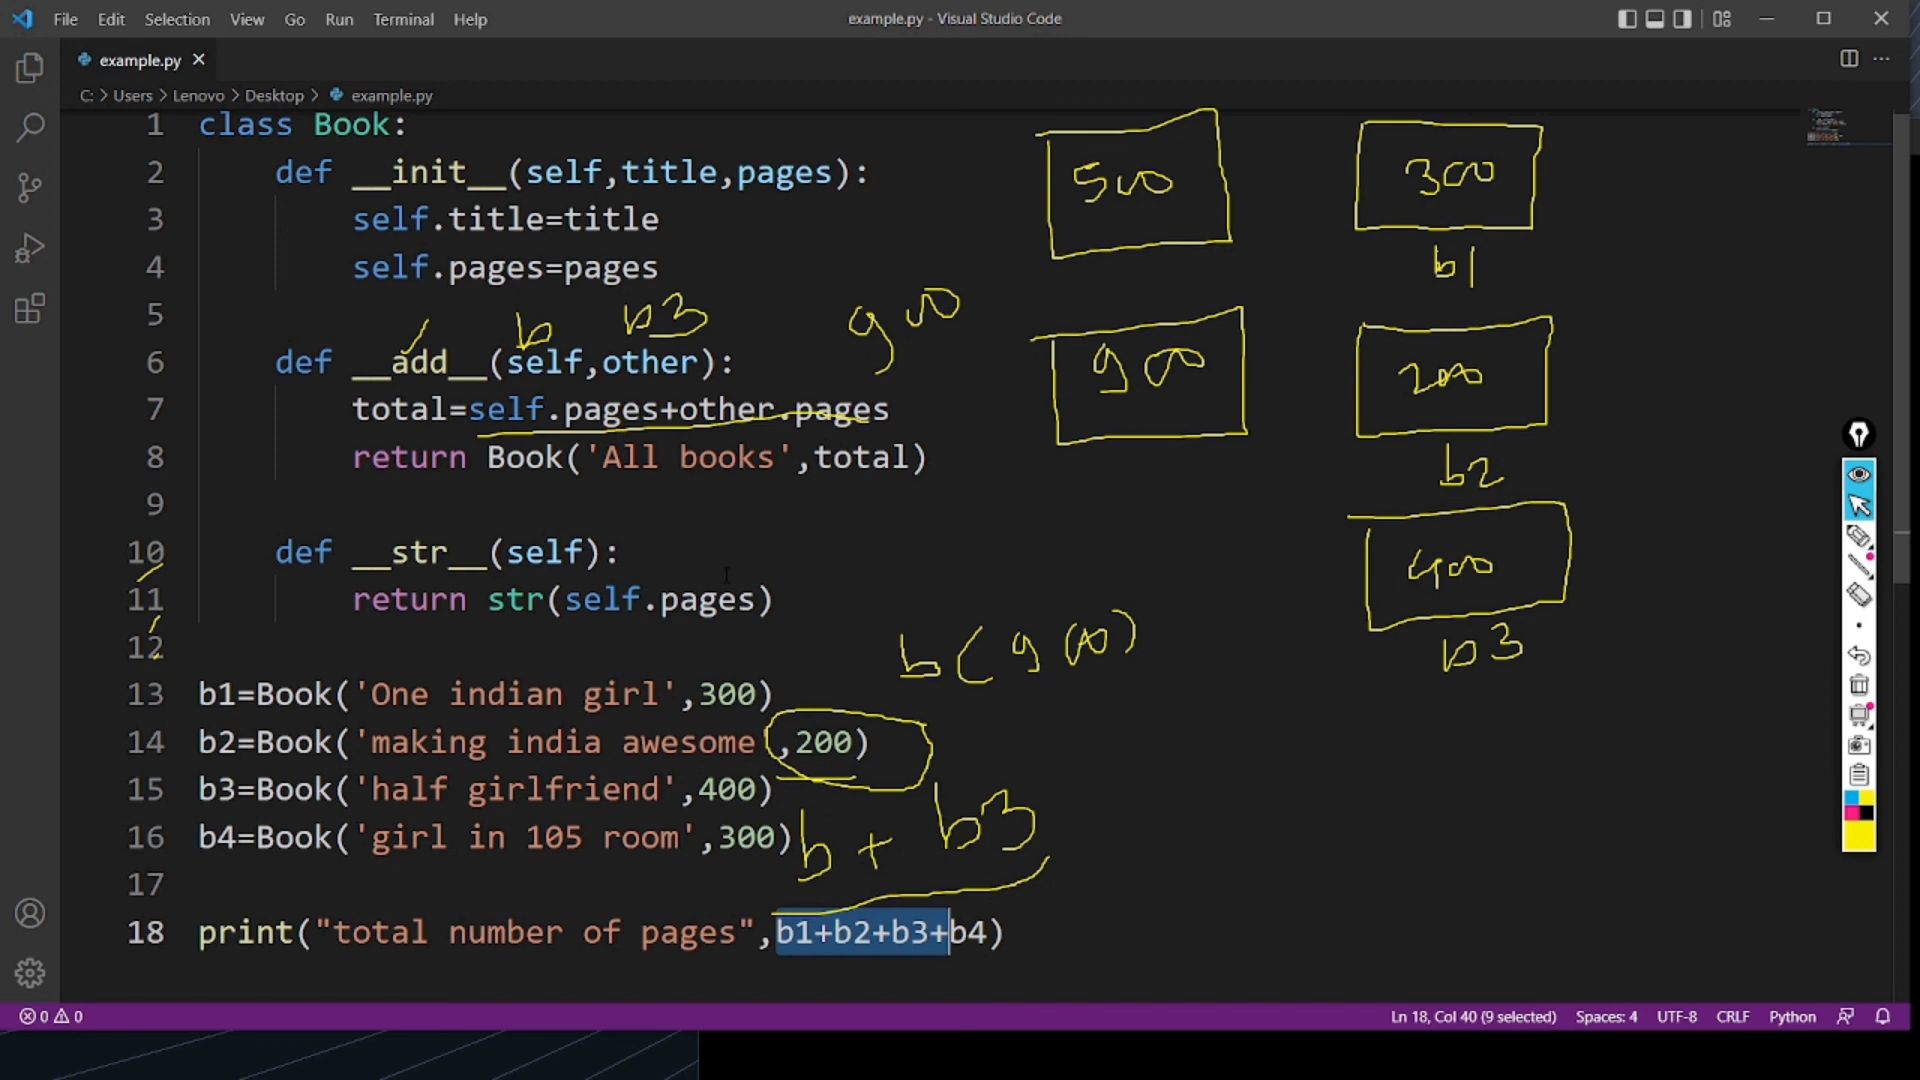 File Edit Selection View Go Run Terminal Help
example.py - Visual Studio Code
example.py
C: > Users > Lenovo > Desktop > example.py
1 class Book:
2 def __init__(self,title,pages):
3 self.title=title
4 self.pages=pages
5
6 def __add__(self,other):
7 total=self.pages+other.pages
8 return Book('All books',total)
9
10 def __str__(self):
11 return str(self.pages)
12
13 b1=Book('One indian girl',300)
14 b2=Book('making india awesome',200)
15 b3=Book('half girlfriend',400)
16 b4=Book('girl in 105 room',300)
17
18 print("total number of pages",b1+b2+b3+b4)
500
300
b1
b
b3
900
900
200
b2
400
b3
b(900)
b + b3
0 0
Ln 18, Col 40 (9 selected) Spaces: 4 UTF-8 CRLF Python